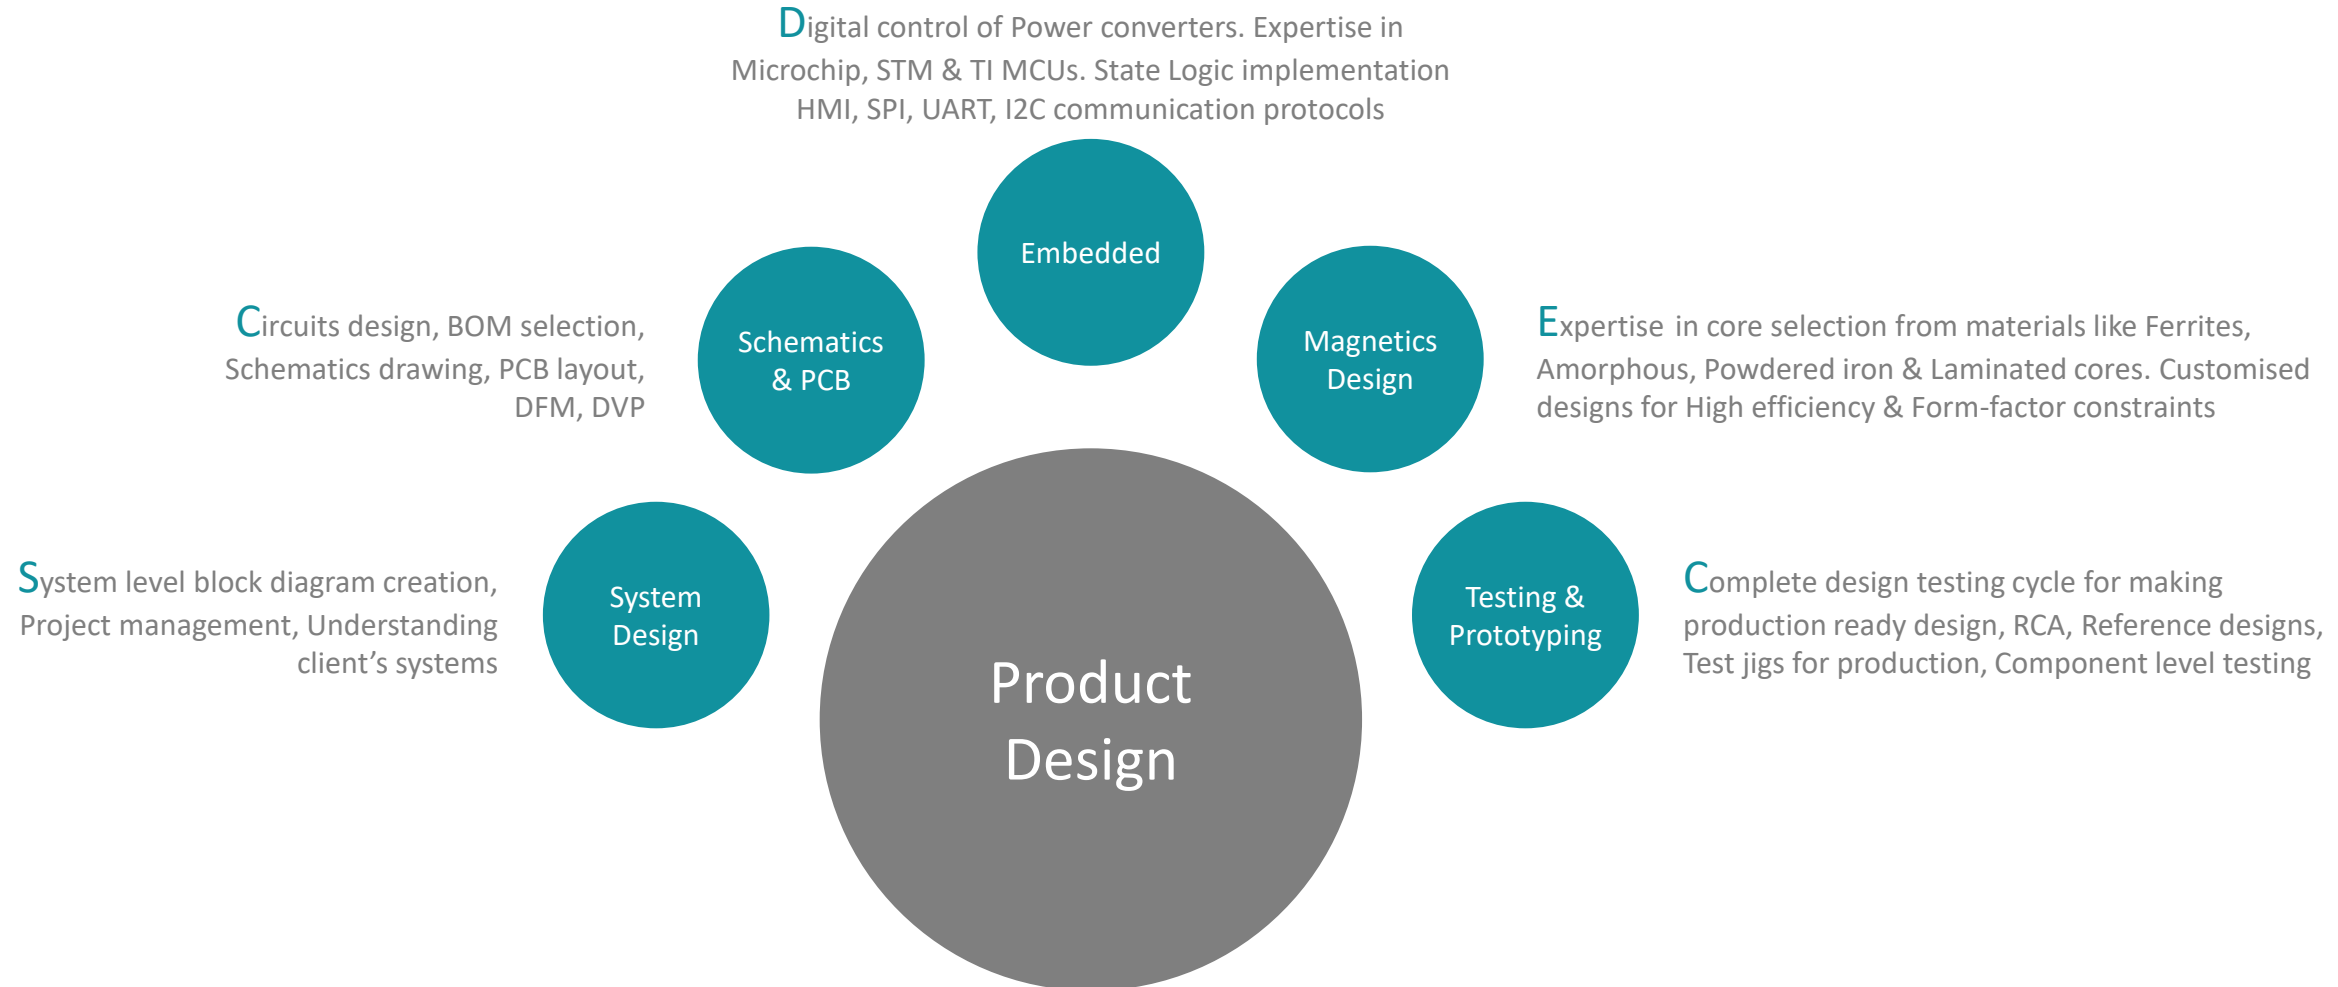 Digital control of Power converters. Expertise in
Microchip, STM & TI MCUs. State Logic implementation
HMI, SPI, UART, I2C communication protocols
Embedded
Circuits design, BOM selection,
Schematics drawing, PCB layout,
DFM, DVP
Schematics
& PCB
Magnetics
Design
Expertise in core selection from materials like Ferrites,
Amorphous, Powdered iron & Laminated cores. Customised
designs for High efficiency & Form-factor constraints
System level block diagram creation,
Project management, Understanding
client’s systems
System
Design
Testing &
Prototyping
Complete design testing cycle for making
production ready design, RCA, Reference designs,
Test jigs for production, Component level testing
Product
Design